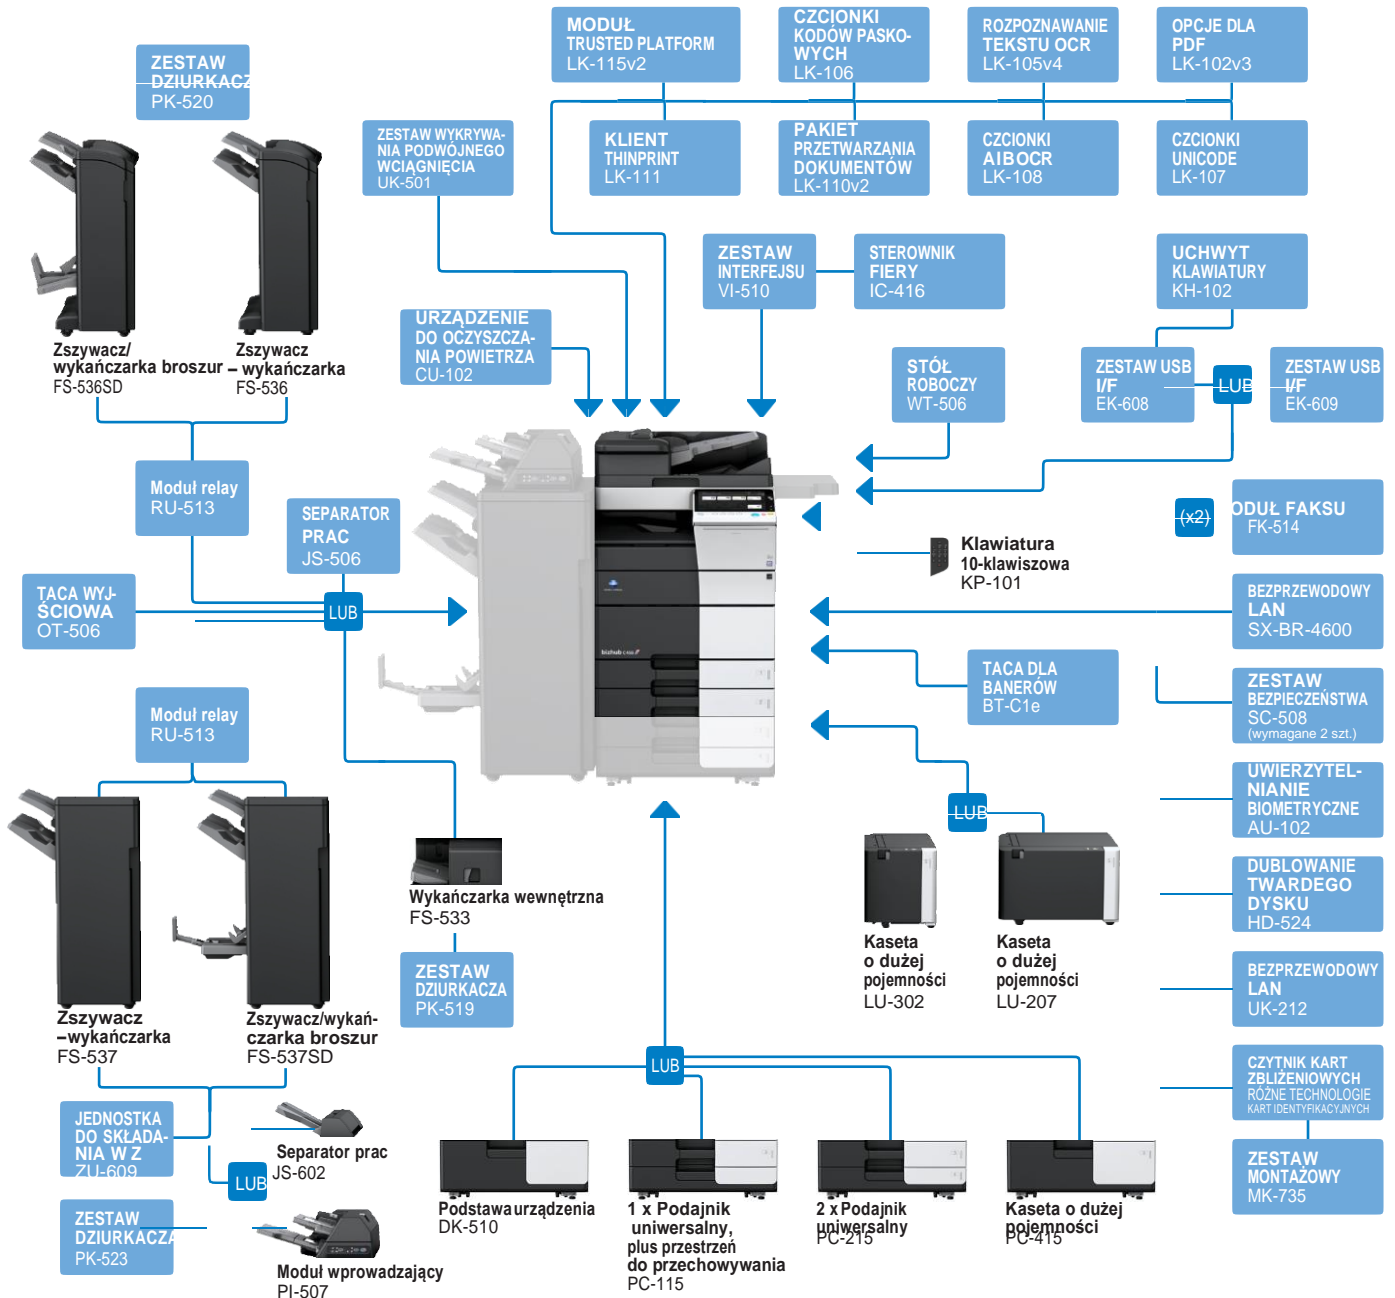 MODUŁ
TRUSTED PLATFORM
LK-115v2
CZCIONKI
KODÓW PASKO-
WYCH
LK-106
ROZPOZNAWANIE
TEKSTU OCR
LK-105v4
OPCJE DLA
PDF
LK-102v3
ZESTAW
DZIURKACZ
PK-520
ZESTAW WYKRYWA-
NIA PODWÓJNEGO
WCIĄGNIĘCIA
UK-501
KLIENT
THINPRINT
LK-111
PAKIET
PRZETWARZANIA
DOKUMENTÓW
LK-110v2
CZCIONKI
AIBOCR
LK-108
CZCIONKI
UNICODE
LK-107
ZESTAW
INTERFEJSU
VI-510
STEROWNIK
FIERY
IC-416
UCHWYT
KLAWIATURY
KH-102
Zszywacz/
wykańczarka broszur
FS-536SD
Zszywacz
– wykańczarka
FS-536
URZĄDZENIE
DO OCZYSZCZA-
NIA POWIETRZA
CU-102
STÓŁ
ROBOCZY
WT-506
ZESTAW USB
I/F
EK-608
LUB
ZESTAW USB
I/F
EK-609
Moduł relay
RU-513
SEPARATOR
PRAC
JS-506
(x2)
ODUŁ FAKSU
FK-514
Klawiatura
10-klawiszowa
KP-101
TACA WYJ-
ŚCIOWA
OT-506
LUB
BEZPRZEWODOWY
LAN
SX-BR-4600
bizhub C458
TACA DLA
BANERÓW
BT-C1e
ZESTAW
BEZPIECZEŃSTWA
SC-508
(wymagane 2 szt.)
Moduł relay
RU-513
UWIERZYTEL-
NIANIE
BIOMETRYCZNE
AU-102
LUB
Wykańczarka wewnętrzna
FS-533
DUBLOWANIE
TWARDEGO
DYSKU
HD-524
Kaseta
o dużej
pojemności
LU-302
Kaseta
o dużej
pojemności
LU-207
ZESTAW
DZIURKACZA
PK-519
BEZPRZEWODOWY
LAN
UK-212
Zszywacz
–wykańczarka
FS-537
Zszywacz/wykań-
czarka broszur
FS-537SD
LUB
CZYTNIK KART
ZBLIŻENIOWYCH
RÓŻNE TECHNOLOGIE
KART IDENTYFIKACYJNYCH
JEDNOSTKA
DO SKŁADA-
NIA W Z
ZU-609
Separator prac
JS-602
LUB
ZESTAW
MONTAŻOWY
MK-735
ZESTAW
DZIURKACZA
PK-523
Moduł wprowadzający
PI-507
Podstawa urządzenia
DK-510
1 x Podajnik
uniwersalny,
plus przestrzeń
do przechowywania
PC-115
2 x Podajnik
uniwersalny
PC-215
Kaseta o dużej
pojemności
PC-415